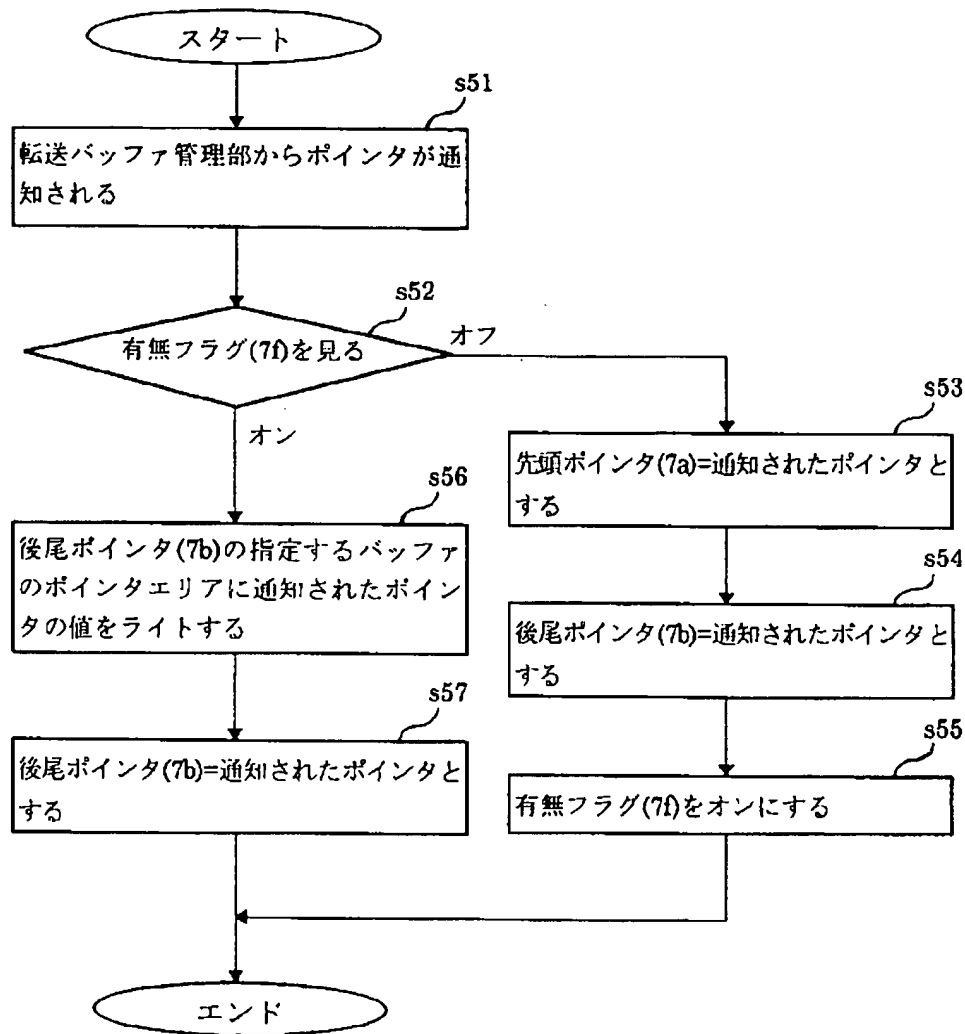 スタート
s51
転送バッファ管理部からポインタが通
知される
s52
有無フラグ(7f)を見る
オフ
オン
s53
先頭ポインタ(7a)=通知されたポインタと
する
s54
後尾ポインタ(7b)=通知されたポインタと
する
s55
有無フラグ(7f)をオンにする
s56
後尾ポインタ(7b)の指定するバッファ
のポインタエリアに通知されたポイン
タの値をライトする
s57
後尾ポインタ(7b)=通知されたポインタと
する
エンド